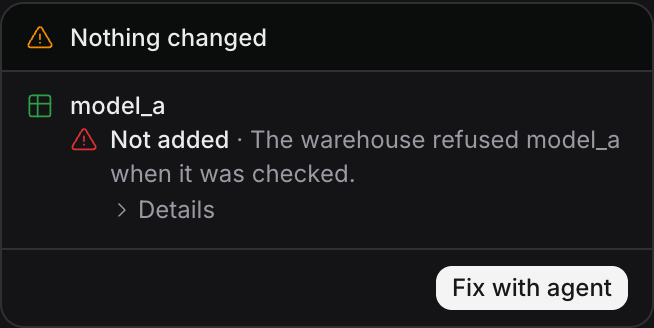 Nothing changed
model_a
Not added · The warehouse refused model_a
when it was checked.
Details
Fix with agent